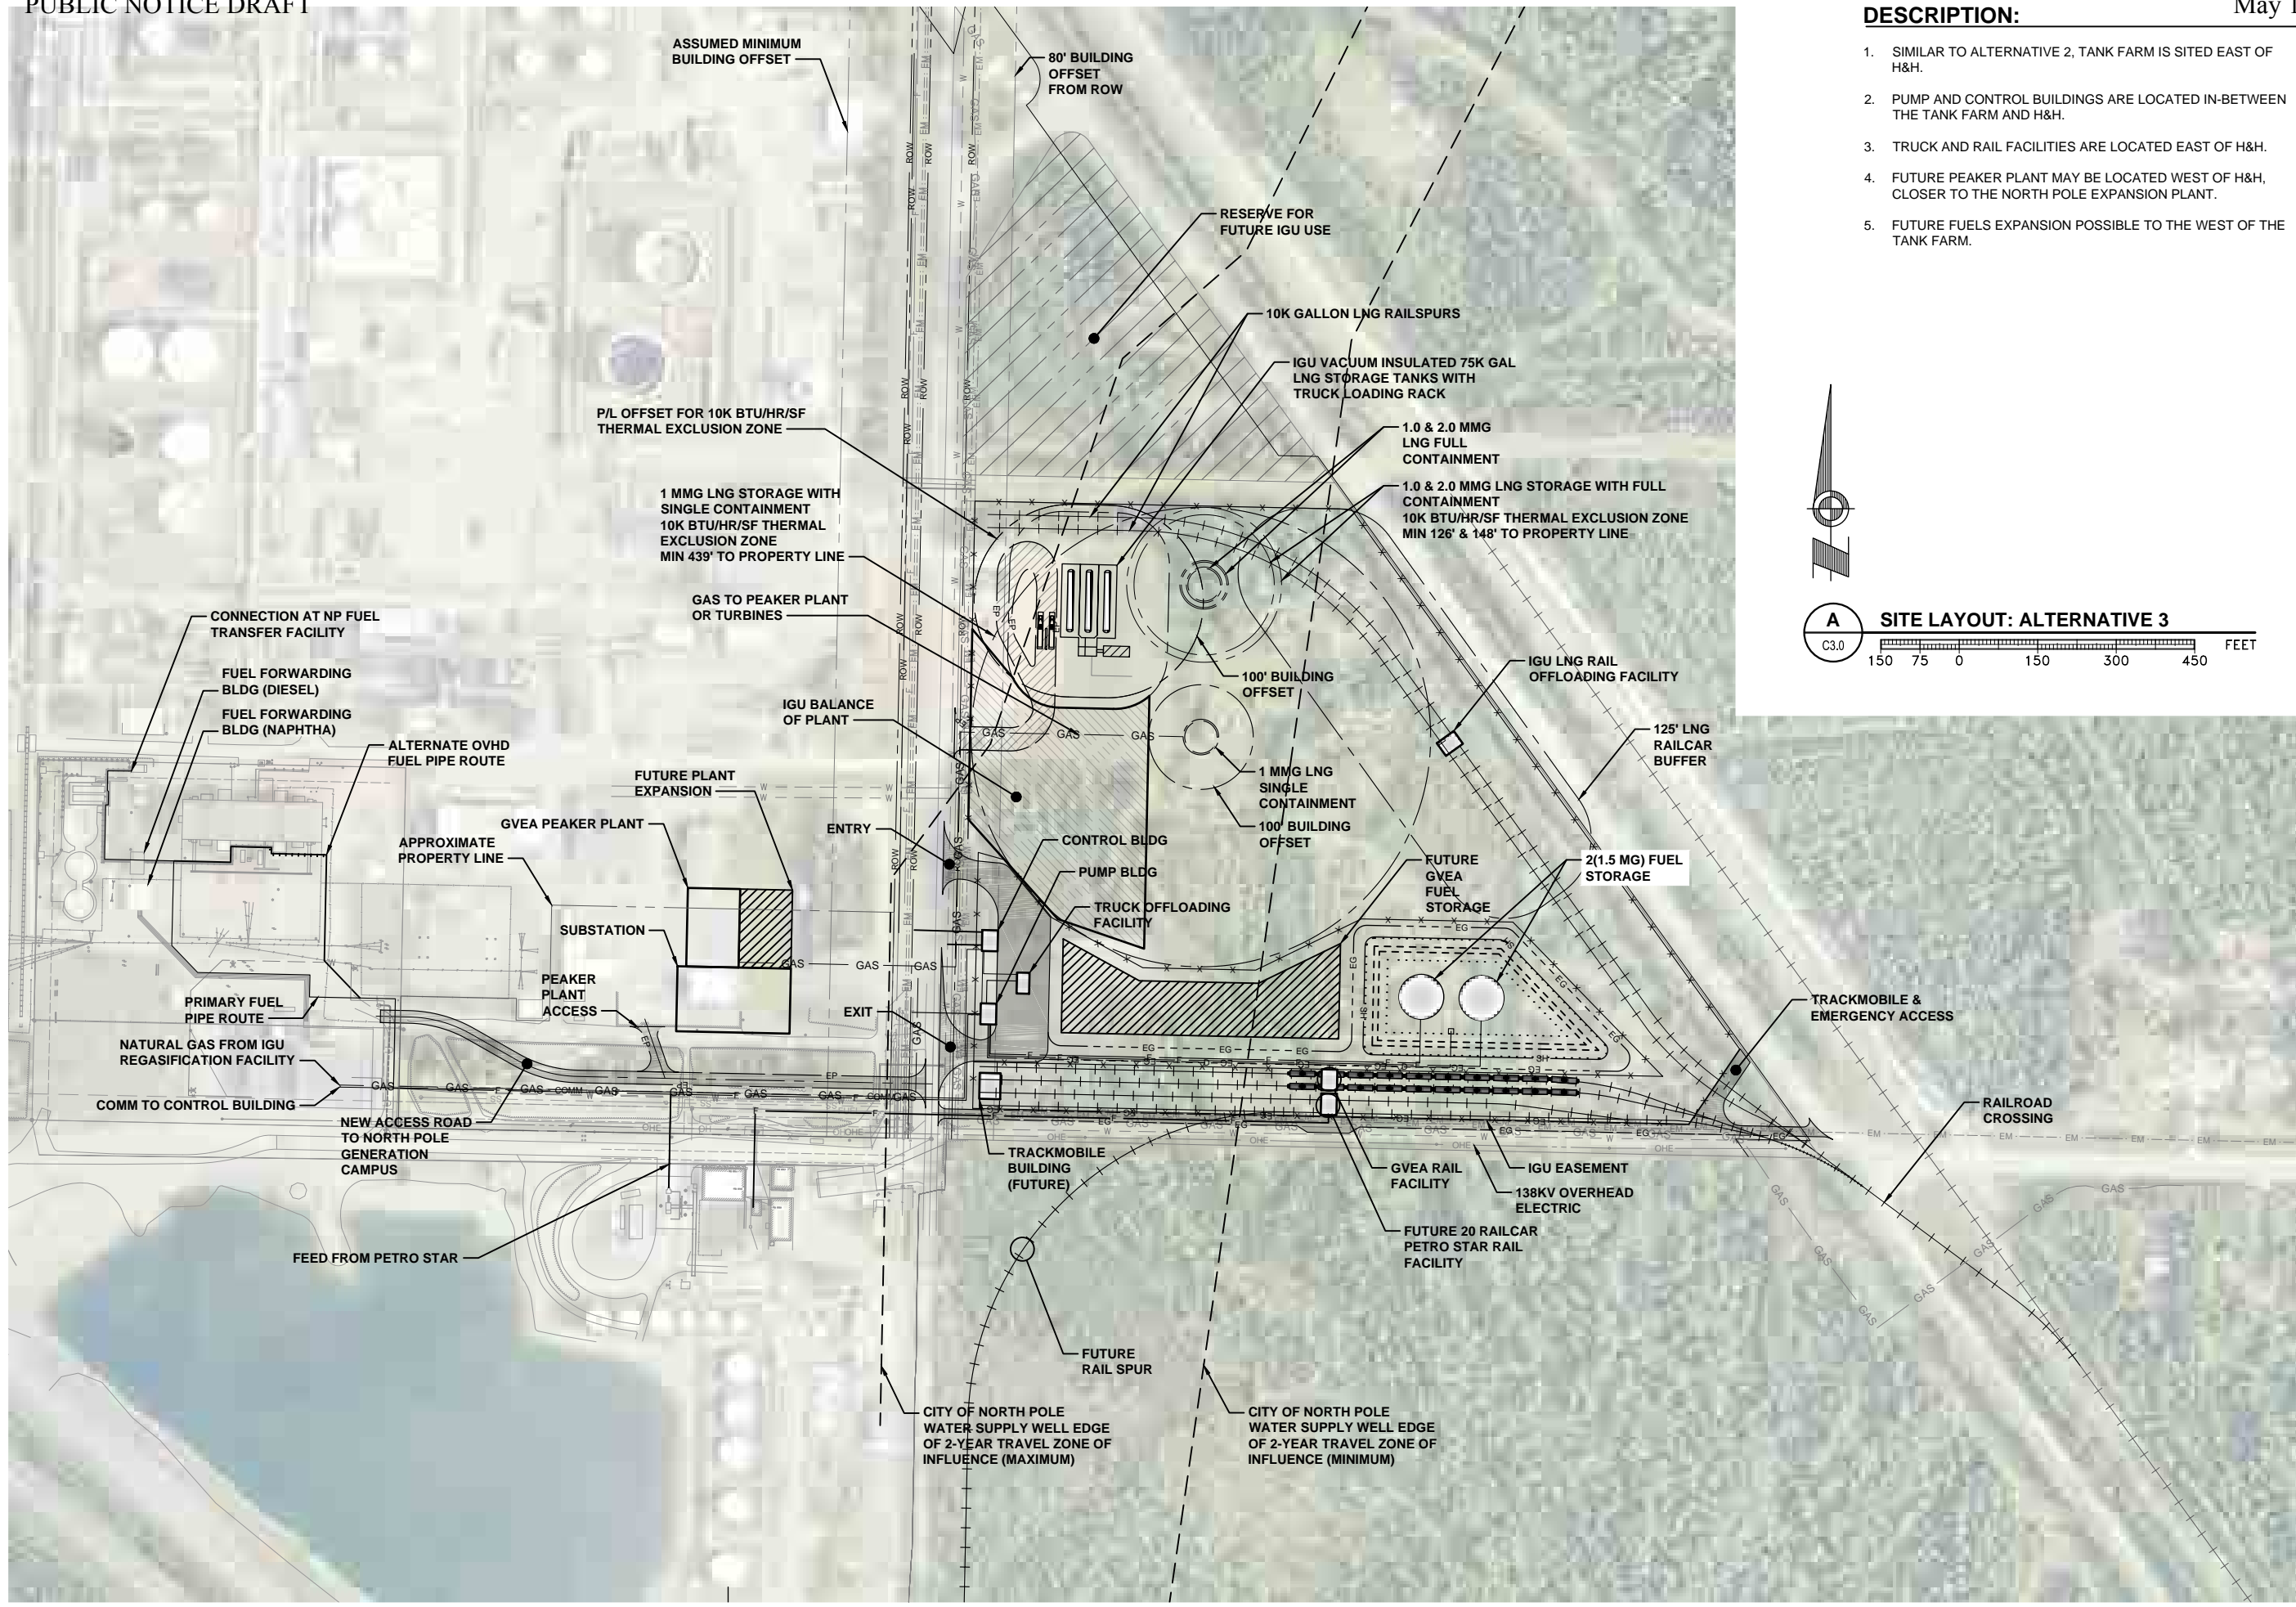 PUBLIC NOTICE DRAFT
DESCRIPTION:
1. SIMILAR TO ALTERNATIVE 2, TANK FARM IS SITED EAST OF
H&H.
2. PUMP AND CONTROL BUILDINGS ARE LOCATED IN-BETWEEN
THE TANK FARM AND H&H.
3. TRUCK AND RAIL FACILITIES ARE LOCATED EAST OF H&H.
4. FUTURE PEAKER PLANT MAY BE LOCATED WEST OF H&H,
CLOSER TO THE NORTH POLE EXPANSION PLANT.
5. FUTURE FUELS EXPANSION POSSIBLE TO THE WEST OF THE
TANK FARM.
A
C3.0
SITE LAYOUT: ALTERNATIVE 3
150 75 0 150 300 450 FEET
ASSUMED MINIMUM
BUILDING OFFSET
80' BUILDING
OFFSET
FROM ROW
RESERVE FOR
FUTURE IGU USE
10K GALLON LNG RAILSPURS
IGU VACUUM INSULATED 75K GAL
LNG STORAGE TANKS WITH
TRUCK LOADING RACK
P/L OFFSET FOR 10K BTU/HR/SF
THERMAL EXCLUSION ZONE
1.0 & 2.0 MMG
LNG FULL
CONTAINMENT
1 MMG LNG STORAGE WITH
SINGLE CONTAINMENT
10K BTU/HR/SF THERMAL
EXCLUSION ZONE
MIN 439' TO PROPERTY LINE
1.0 & 2.0 MMG LNG STORAGE WITH FULL
CONTAINMENT
10K BTU/HR/SF THERMAL EXCLUSION ZONE
MIN 126' & 148' TO PROPERTY LINE
GAS TO PEAKER PLANT
OR TURBINES
CONNECTION AT NP FUEL
TRANSFER FACILITY
FUEL FORWARDING
BLDG (DIESEL)
FUEL FORWARDING
BLDG (NAPHTHA)
ALTERNATE OVHD
FUEL PIPE ROUTE
IGU BALANCE
OF PLANT
100' BUILDING
OFFSET
IGU LNG RAIL
OFFLOADING FACILITY
125' LNG
RAILCAR
BUFFER
FUTURE PLANT
EXPANSION
1 MMG LNG
SINGLE
CONTAINMENT
GVEA PEAKER PLANT
APPROXIMATE
PROPERTY LINE
ENTRY
CONTROL BLDG
100' BUILDING
OFFSET
PUMP BLDG
FUTURE
GVEA
FUEL
STORAGE
2(1.5 MG) FUEL
STORAGE
TRUCK OFFLOADING
FACILITY
SUBSTATION
PEAKER
PLANT
ACCESS
PRIMARY FUEL
PIPE ROUTE
EXIT
TRACKMOBILE &
EMERGENCY ACCESS
NATURAL GAS FROM IGU
REGASIFICATION FACILITY
COMM TO CONTROL BUILDING
NEW ACCESS ROAD
TO NORTH POLE
GENERATION
CAMPUS
RAILROAD
CROSSING
TRACKMOBILE
BUILDING
(FUTURE)
GVEA RAIL
FACILITY
IGU EASEMENT
138KV OVERHEAD
ELECTRIC
FEED FROM PETRO STAR
FUTURE 20 RAILCAR
PETRO STAR RAIL
FACILITY
FUTURE
RAIL SPUR
CITY OF NORTH POLE
WATER SUPPLY WELL EDGE
OF 2-YEAR TRAVEL ZONE OF
INFLUENCE (MAXIMUM)
CITY OF NORTH POLE
WATER SUPPLY WELL EDGE
OF 2-YEAR TRAVEL ZONE OF
INFLUENCE (MINIMUM)